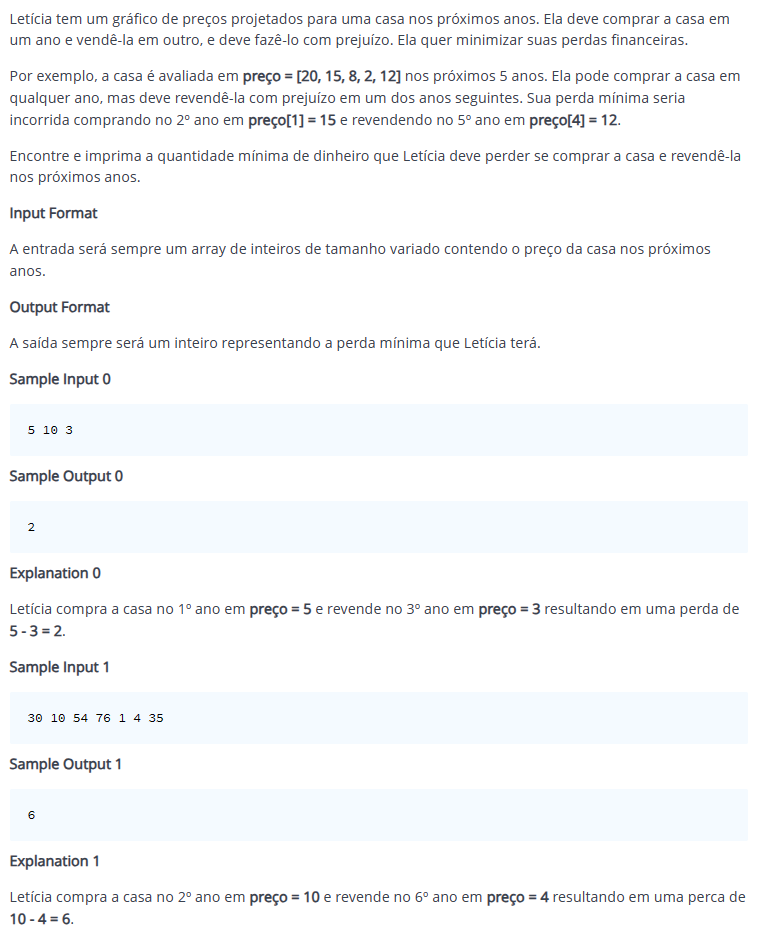 Letícia tem um gráfico de preços projetados para uma casa nos próximos anos. Ela deve comprar a casa em
um ano e vendê-la em outro, e deve fazê-lo com prejuízo. Ela quer minimizar suas perdas financeiras.
Por exemplo, a casa é avaliada em preço = [20, 15, 8, 2, 12] nos próximos 5 anos. Ela pode comprar a casa em
qualquer ano, mas deve revendê-la com prejuízo em um dos anos seguintes. Sua perda mínima seria
incorrida comprando no 2º ano em preço[1] = 15 e revendendo no 5º ano em preço[4] = 12.
Encontre e imprima a quantidade mínima de dinheiro que Letícia deve perder se comprar a casa e revendê-la
nos próximos anos.
Input Format
A entrada será sempre um array de inteiros de tamanho variado contendo o preço da casa nos próximos
anos.
Output Format
A saída sempre será um inteiro representando a perda mínima que Letícia terá.
Sample Input 0
5 10 3
Sample Output 0
2
Explanation 0
Letícia compra a casa no 1º ano em preço = 5 e revende no 3º ano em preço = 3 resultando em uma perda de
5 - 3 = 2.
Sample Input 1
30 10 54 76 1 4 35
Sample Output 1
6
Explanation 1
Letícia compra a casa no 2º ano em preço = 10 e revende no 6º ano em preço = 4 resultando em uma perca de
10 - 4 = 6.